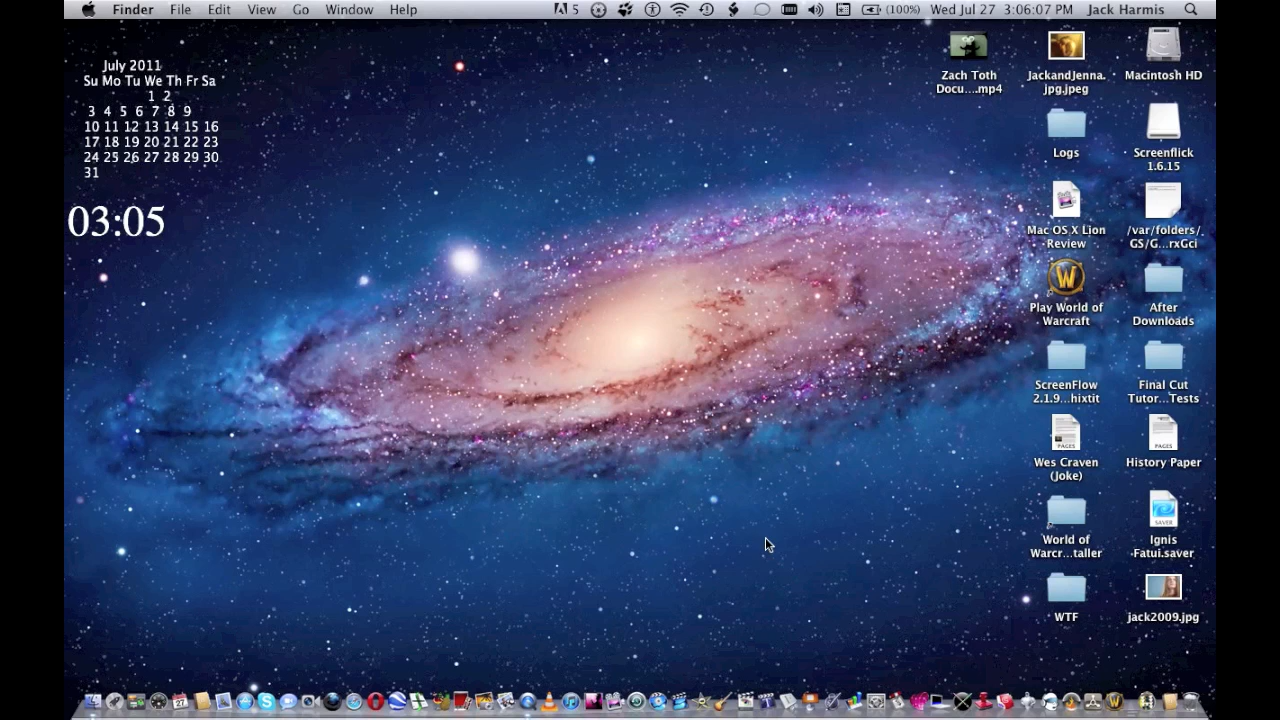 Finder File Edit View Go Window Help 5 (100%) Wed Jul 27 3:06:07 PM Jack Harmis
July 2011
Su Mo Tu We Th Fr Sa
1 2
3 4 5 6 7 8 9
10 11 12 13 14 15 16
17 18 19 20 21 22 23
24 25 26 27 28 29 30
31
03:05
Zach Toth
Docu....mp4
JackandJenna.
jpg.jpeg
Macintosh HD
Logs
Screenflick
1.6.15
Mac OS X Lion
Review
/var/folders/
GS/G...rxGci
Play World of
Warcraft
After
Downloads
ScreenFlow
2.1.9...hixtit
Final Cut
Tutor...Tests
PAGES
Wes Craven
(Joke)
PAGES
History Paper
World of
Warcr...taller
SAVER
Ignis
Fatui.saver
WTF
jack2009.jpg
27